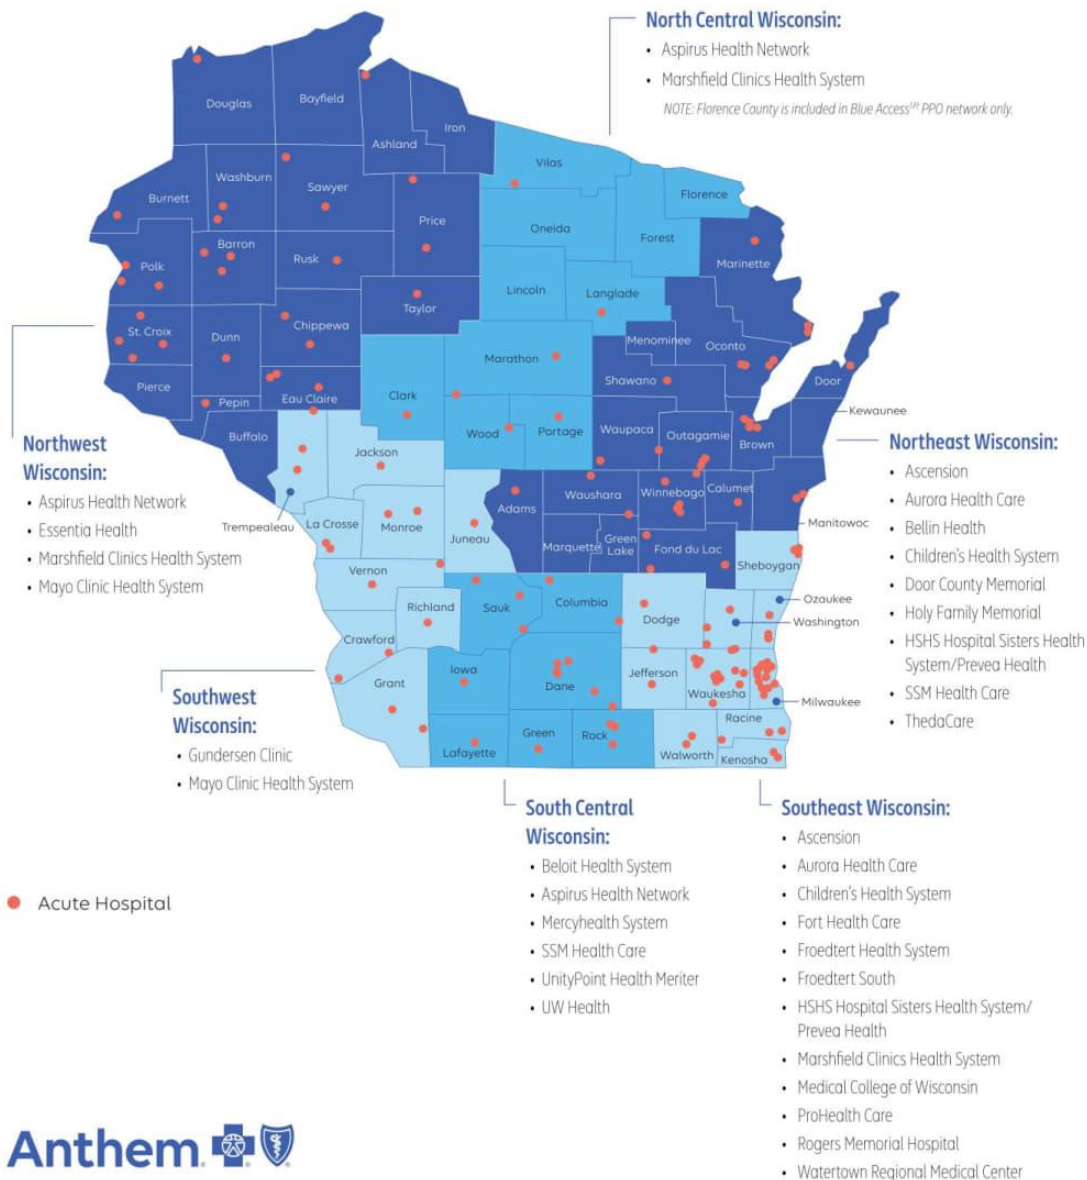 North Central Wisconsin:
• Aspirus Health Network
• Marshfield Clinics Health System
NOTE: Florence County is included in Blue Access℠ PPO network only.
Douglas
Bayfield
Ashland
Iron
Vilas
Florence
Burnett
Washburn
Sawyer
Price
Oneida
Forest
Marinette
Polk
Barron
Rusk
Taylor
Lincoln
Langlade
St. Croix
Dunn
Chippewa
Marathon
Menominee
Oconto
Door
Pierce
Pepin
Eau Claire
Clark
Shawano
Kewaunee
Buffalo
Wood
Portage
Waupaca
Outagamie
Brown
Jackson
Trempealeau
La Crosse
Monroe
Juneau
Adams
Waushara
Winnebago
Calumet
Manitowoc
Marquette
Green
Lake
Fond du Lac
Sheboygan
Vernon
Richland
Sauk
Columbia
Dodge
Ozaukee
Washington
Crawford
Grant
Iowa
Dane
Jefferson
Waukesha
Milwaukee
Lafayette
Green
Rock
Walworth
Racine
Kenosha
Northwest
Wisconsin:
• Aspirus Health Network
• Essentia Health
• Marshfield Clinics Health System
• Mayo Clinic Health System
Northeast Wisconsin:
• Ascension
• Aurora Health Care
• Bellin Health
• Children's Health System
• Door County Memorial
• Holy Family Memorial
• HSHS Hospital Sisters Health
System/Prevea Health
• SSM Health Care
• ThedaCare
Southwest
Wisconsin:
• Gundersen Clinic
• Mayo Clinic Health System
South Central
Wisconsin:
• Beloit Health System
• Aspirus Health Network
• Mercyhealth System
• SSM Health Care
• UnityPoint Health Meriter
• UW Health
Southeast Wisconsin:
• Ascension
• Aurora Health Care
• Children's Health System
• Fort Health Care
• Froedtert Health System
• Froedtert South
• HSHS Hospital Sisters Health System/
Prevea Health
• Marshfield Clinics Health System
• Medical College of Wisconsin
• ProHealth Care
• Rogers Memorial Hospital
• Watertown Regional Medical Center
Acute Hospital
Anthem